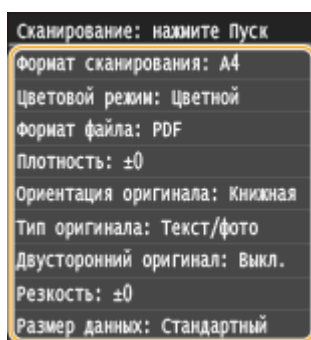 Сканирование: нажмите Пуск
Формат сканирования: A4
Цветовой режим: Цветной
Формат файла: PDF
Плотность: ±0
Ориентация оригинала: Книжная
Тип оригинала: Текст/фото
Двусторонний оригинал: Выкл.
Резкость: ±0
Размер данных: Стандартный